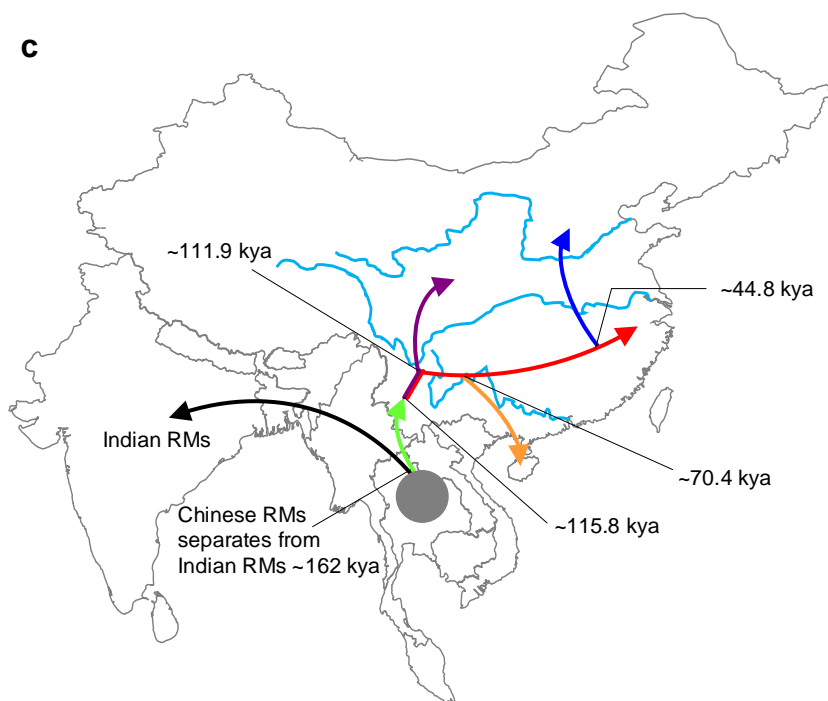 c
~111.9 kya
~44.8 kya
Indian RMs
~70.4 kya
Chinese RMs
separates from
Indian RMs ~162 kya
~115.8 kya